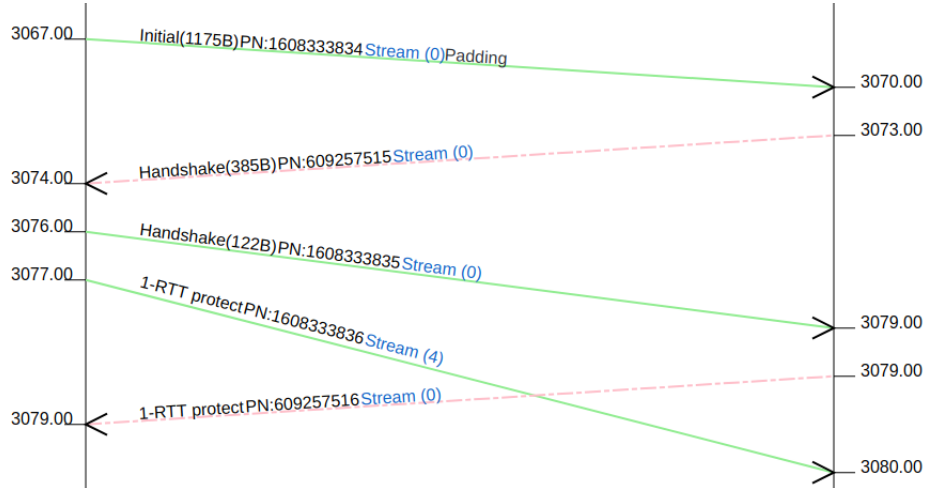 3067.00
Initial(1175B)PN:1608333834Stream (0)Padding
3070.00
3073.00
Handshake(385B)PN:609257515Stream (0)
3074.00
3076.00
Handshake(122B)PN:1608333835Stream (0)
3077.00
1-RTT protectPN:1608333836Stream (4)
3079.00
3079.00
1-RTT protectPN:609257516Stream (0)
3079.00
3080.00